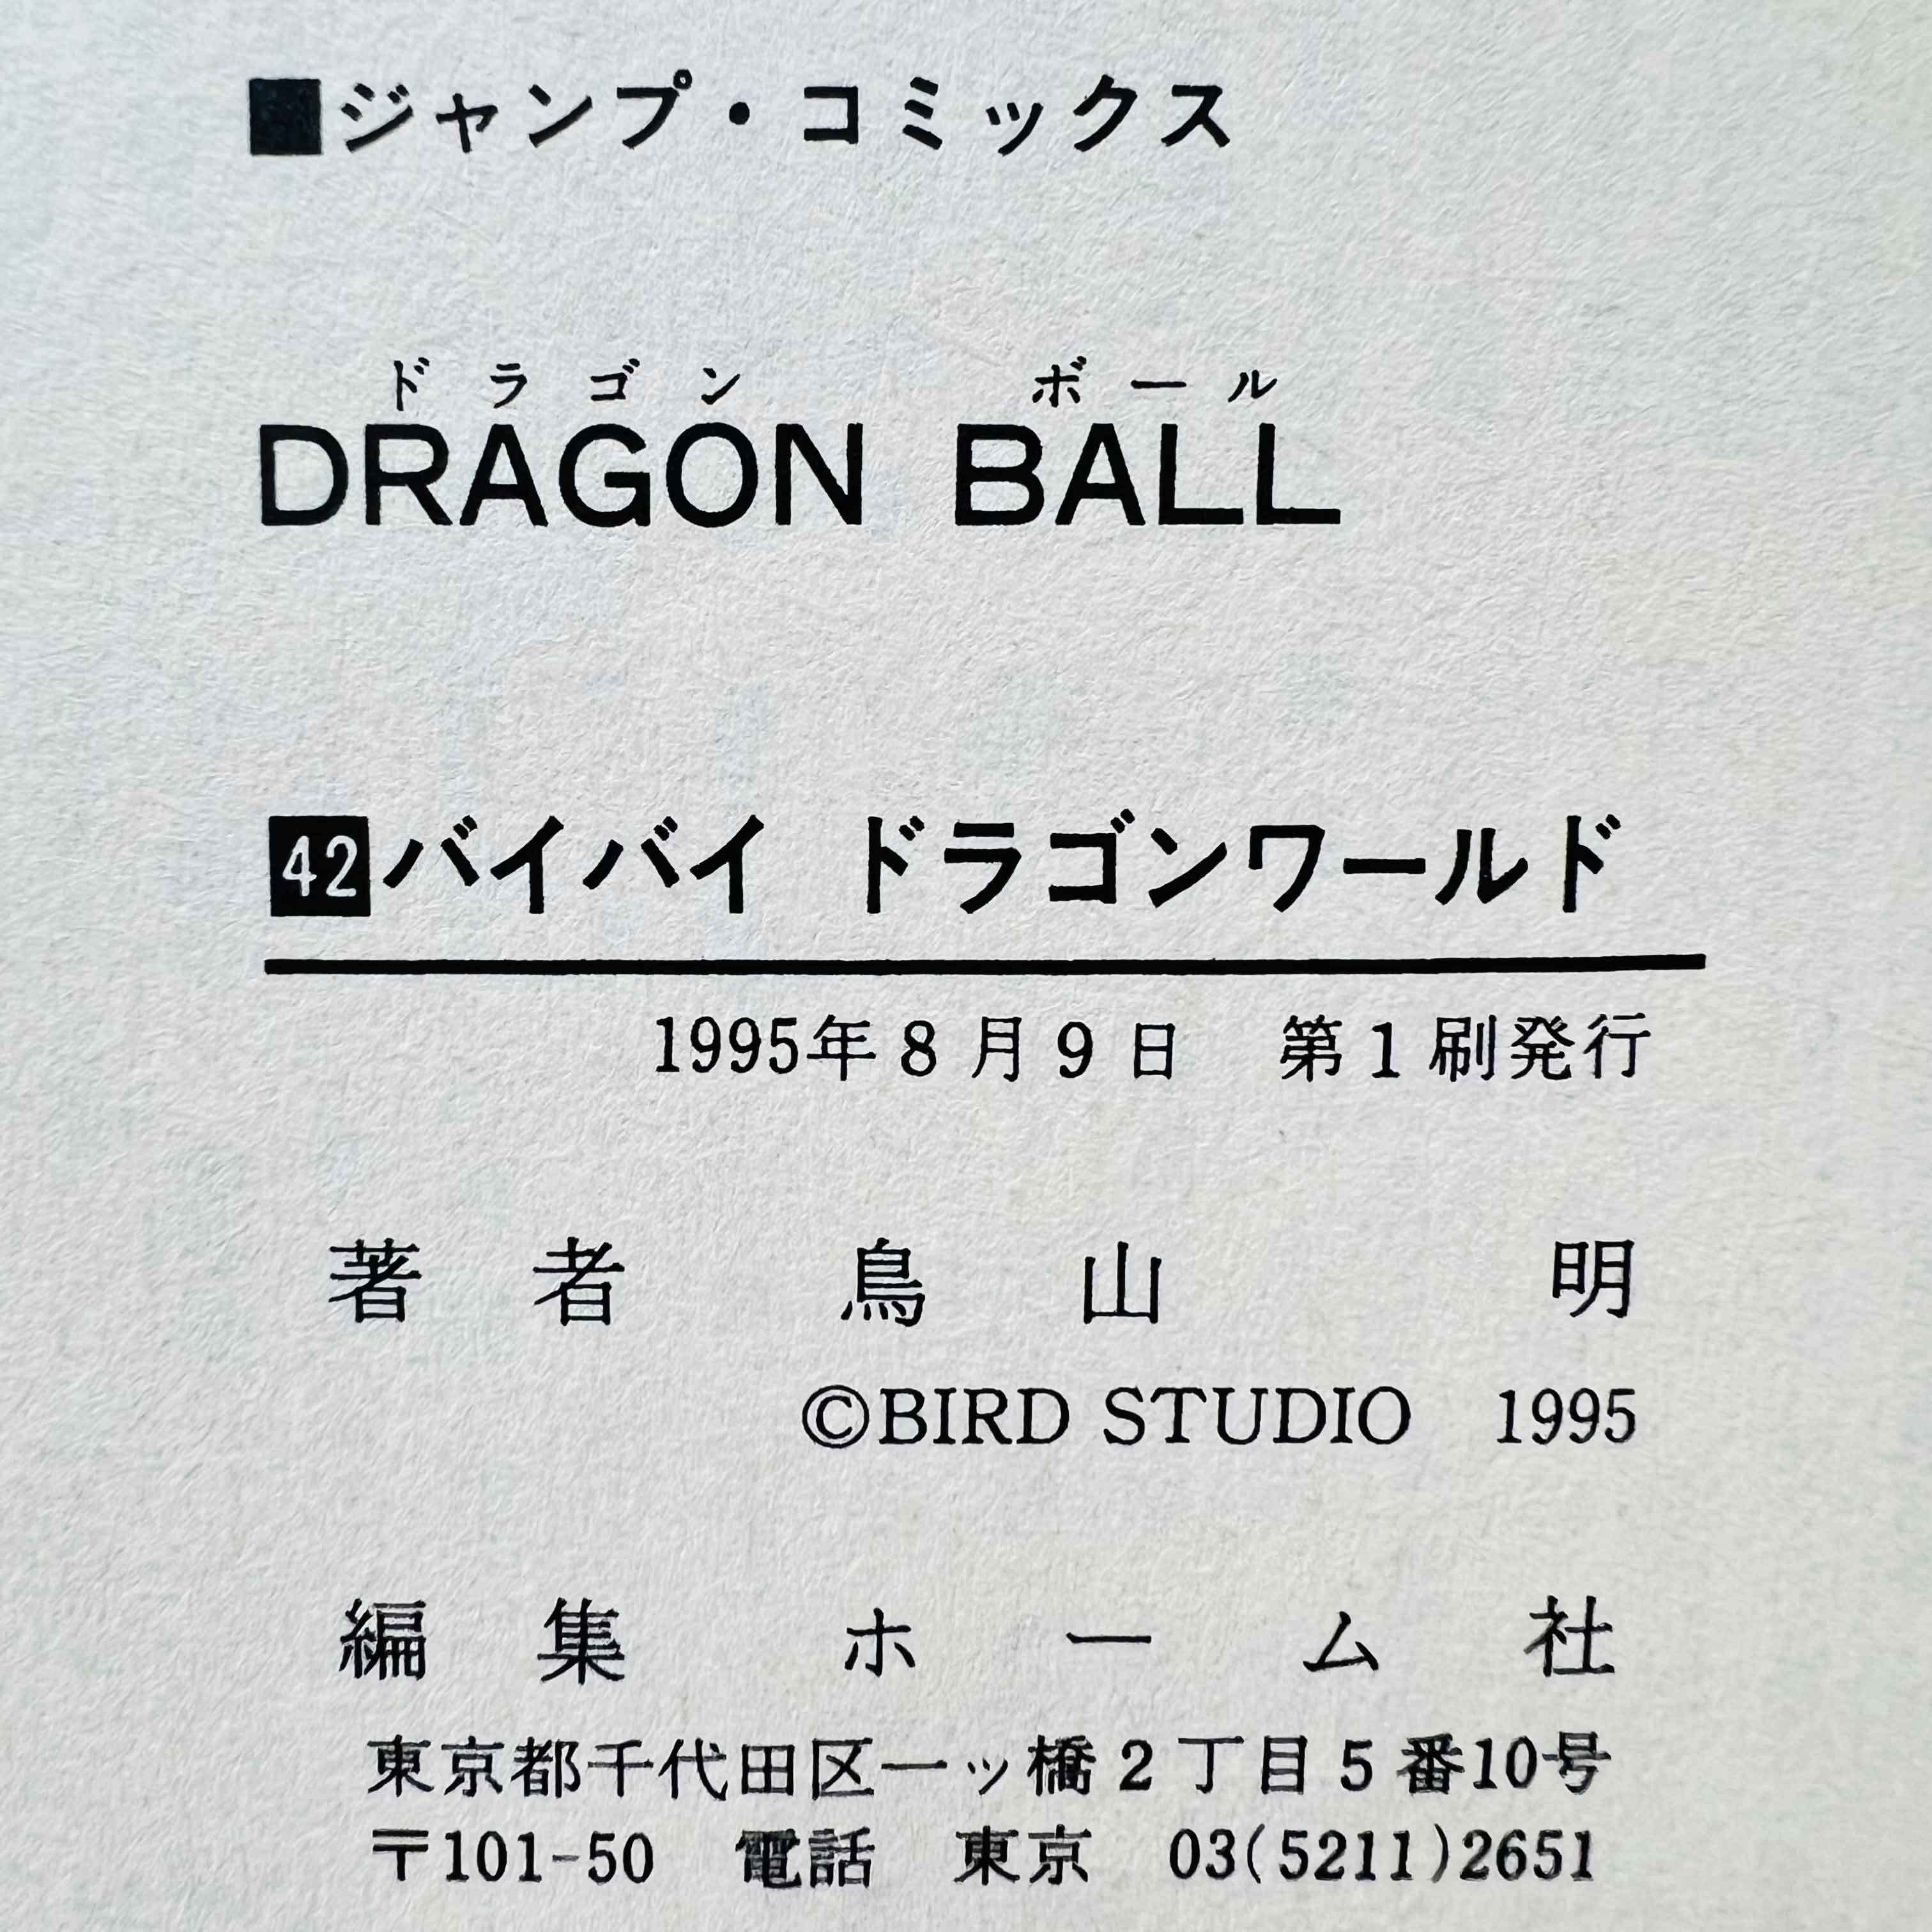 ■ジャンプ・コミックス
ドラゴン ボール
DRAGON BALL
42 バイバイ ドラゴンワールド
1995年8月9日 第1刷発行
著者 鳥山 明
©BIRD STUDIO 1995
編集 ホーム社
東京都千代田区一ッ橋2丁目5番10号
〒101-50 電話 東京 03(5211)2651